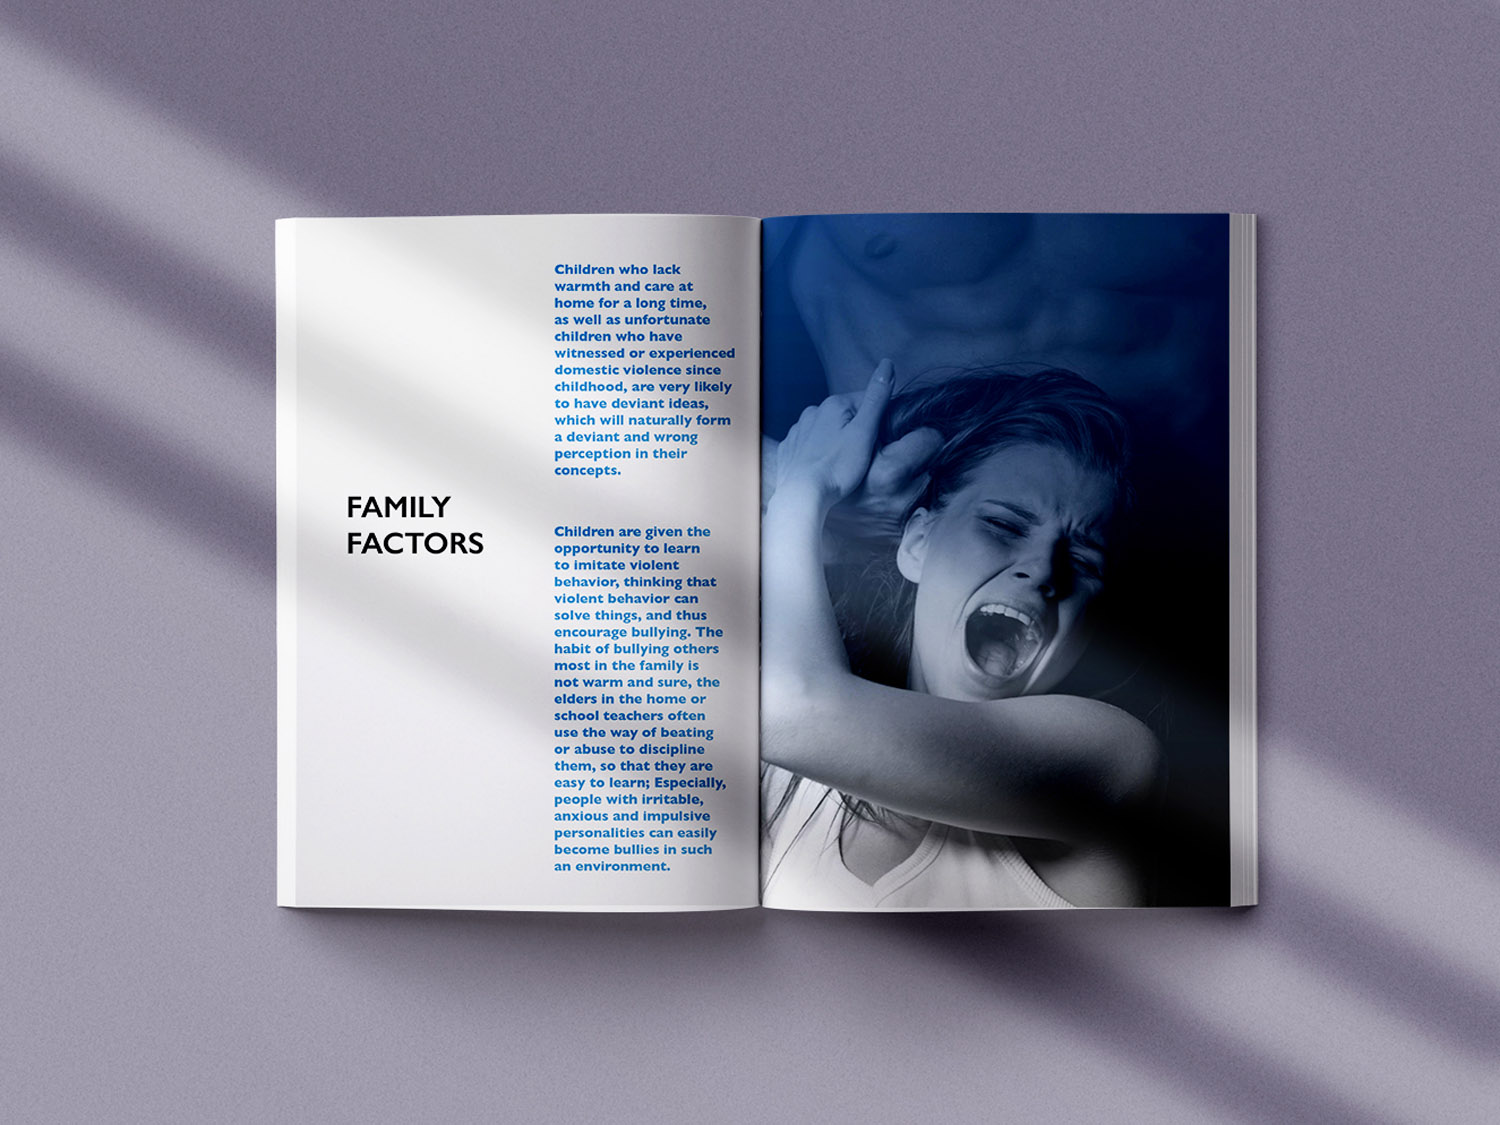 FAMILY
FACTORS
Children who lack
warmth and care at
home for a long time,
as well as unfortunate
children who have
witnessed or experienced
domestic violence since
childhood, are very likely
to have deviant ideas,
which will naturally form
a deviant and wrong
perception in their
concepts.
Children are given the
opportunity to learn
to imitate violent
behavior, thinking that
violent behavior can
solve things, and thus
encourage bullying. The
habit of bullying others
most in the family is
not warm and sure, the
elders in the home or
school teachers often
use the way of beating
or abuse to discipline
them, so that they are
easy to learn; Especially,
people with irritable,
anxious and impulsive
personalities can easily
become bullies in such
an environment.